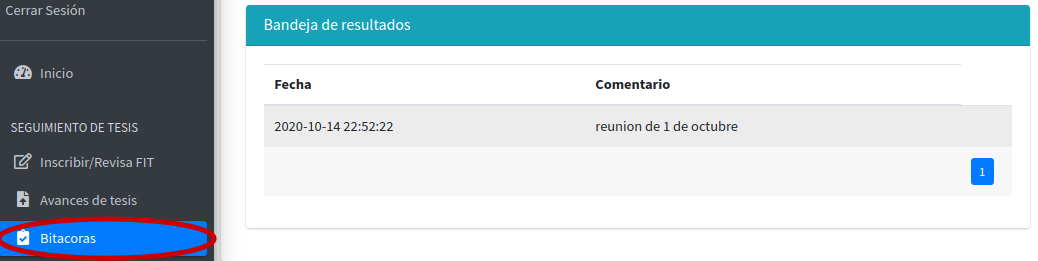 Cerrar Sesión
Inicio
SEGUIMIENTO DE TESIS
Inscribir/Revisa FIT
Avances de tesis
Bitacoras
Bandeja de resultados
Fecha Comentario
2020-10-14 22:52:22 reunion de 1 de octubre
1